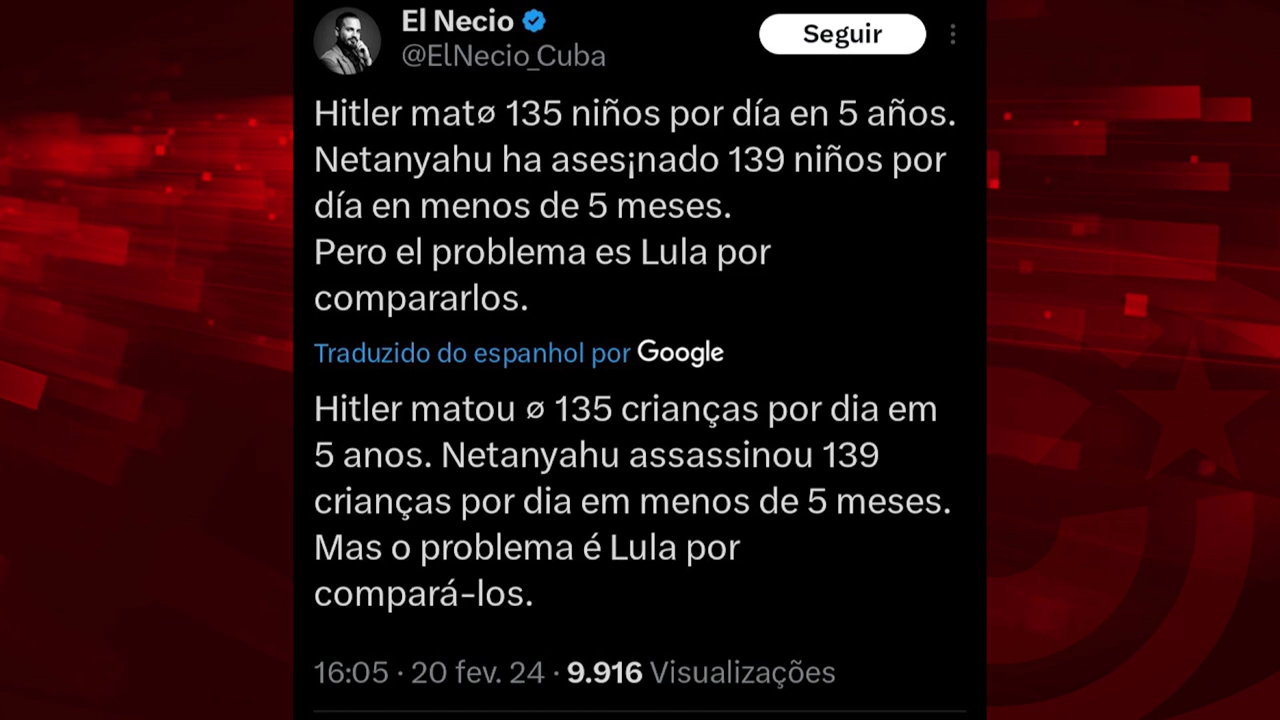 El Necio
Seguir
@ElNecio_Cuba
Hitler matø 135 niños por día en 5 años.
Netanyahu ha ases¡nado 139 niños por
día en menos de 5 meses.
Pero el problema es Lula por
compararlos.
Traduzido do espanhol por Google
Hitler matou ø 135 crianças por dia em
5 anos. Netanyahu assassinou 139
crianças por dia em menos de 5 meses.
Mas o problema é Lula por
compará-los.
16:05 · 20 fev. 24 · 9.916 Visualizações